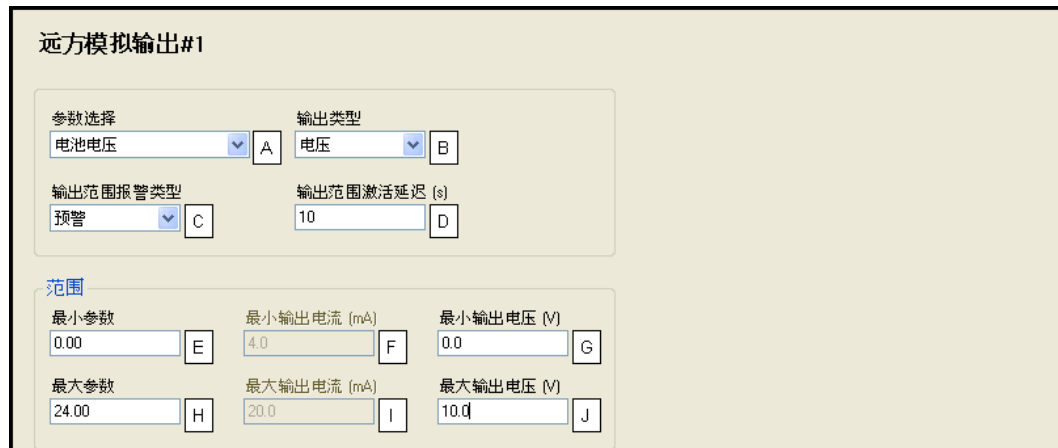 远方模拟输出#1
参数选择 输出类型
电池电压 A 电压 B
输出范围报警类型 输出范围激活延迟 (s)
预警 C 10 D
范围
最小参数 最小输出电流 (mA) 最小输出电压 (V)
0.00 E 4.0 F 0.0 G
最大参数 最大输出电流 (mA) 最大输出电压 (V)
24.00 H 20.0 I 10.0 J